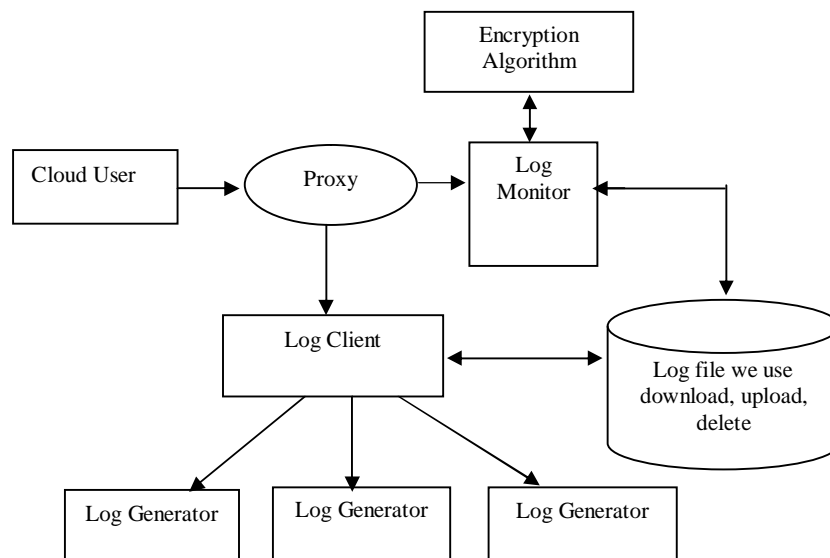 Encryption
Algorithm
Cloud User
Proxy
Log
Monitor
Log Client
Log file we use
download, upload,
delete
Log Generator
Log Generator
Log Generator